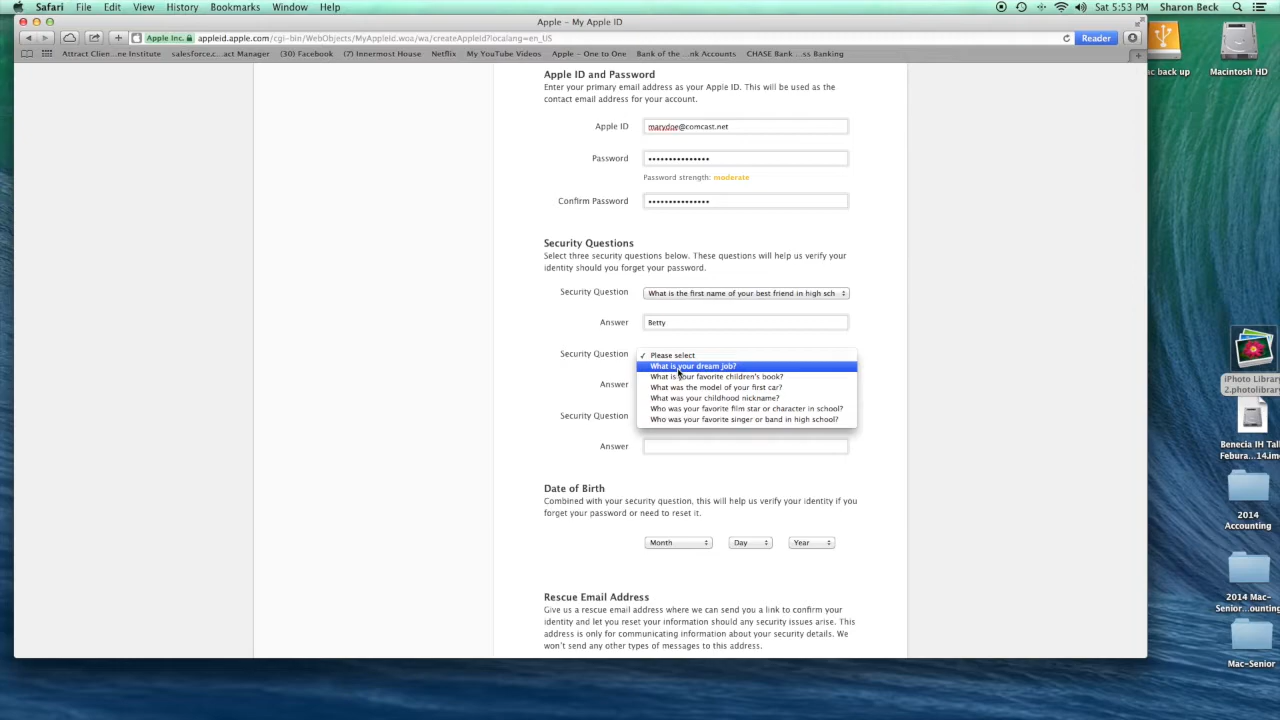 Safari File Edit View History Bookmarks Window Help
Sat 5:53 PM Sharon Beck
Apple – My Apple ID
Apple Inc. appleid.apple.com/cgi-bin/WebObjects/MyAppleId.woa/wa/createAppleId?localang=en_US
Reader
Attract Clien...ne Institute salesforce.c...act Manager (30) Facebook (7) Innermost House Netflix My YouTube Videos Apple – One to One Bank of the...nk Accounts CHASE Bank...ss Banking
Apple ID and Password
Enter your primary email address as your Apple ID. This will be used as the
contact email address for your account.
Apple ID marydoe@comcast.net
Password •••••••••••••••
Password strength: moderate
Confirm Password •••••••••••••••
Security Questions
Select three security questions below. These questions will help us verify your
identity should you forget your password.
Security Question What is the first name of your best friend in high sch
Answer Betty
Security Question ✓ Please select
What is your dream job?
What is your favorite children's book?
What was the model of your first car?
What was your childhood nickname?
Who was your favorite film star or character in school?
Who was your favorite singer or band in high school?
Answer
Security Question
Answer
Date of Birth
Combined with your security question, this will help us verify your identity if you
forget your password or need to reset it.
Month Day Year
Rescue Email Address
Give us a rescue email address where we can send you a link to confirm your
identity and let you reset your information should any security issues arise. This
address is only for communicating information about your security details. We
won't send any other types of messages to this address.
ac back up
Macintosh HD
iPhoto Library
2.photolibrary
Benecia IH Talk
Febura...14.im
2014
Accounting
2014 Mac-
Senior...ounting
Mac-Senior